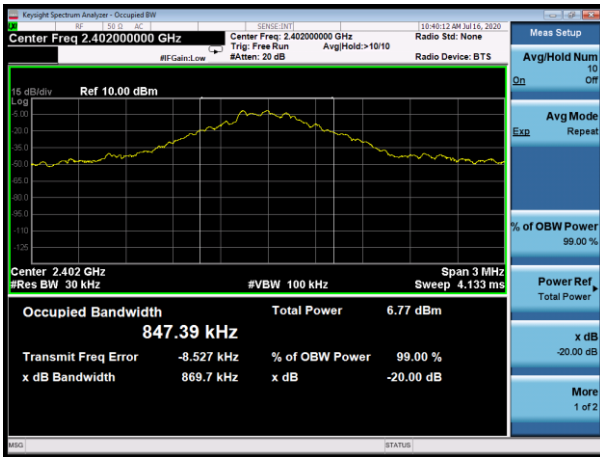 Keysight Spectrum Analyzer - Occupied BW
RF 50 Ω AC SENSE:INT 10:40:12 AM Jul 16, 2020
Center Freq 2.402000000 GHz Center Freq: 2.402000000 GHz Radio Std: None
Trig: Free Run Avg|Hold:>10/10
#IFGain:Low #Atten: 20 dB Radio Device: BTS
15 dB/div Ref 10.00 dBm
Log
-5.00
-20.0
-35.0
-50.0
-65.0
-80.0
-95.0
-110
-125
Center 2.402 GHz Span 3 MHz
#Res BW 30 kHz #VBW 100 kHz Sweep 4.133 ms
Occupied Bandwidth Total Power 6.77 dBm
847.39 kHz
Transmit Freq Error -8.527 kHz % of OBW Power 99.00 %
x dB Bandwidth 869.7 kHz x dB -20.00 dB
MSG STATUS
Meas Setup
Avg/Hold Num
10
On Off
Avg Mode
Exp Repeat
% of OBW Power
99.00 %
Power Ref
Total Power
x dB
-20.00 dB
More
1 of 2